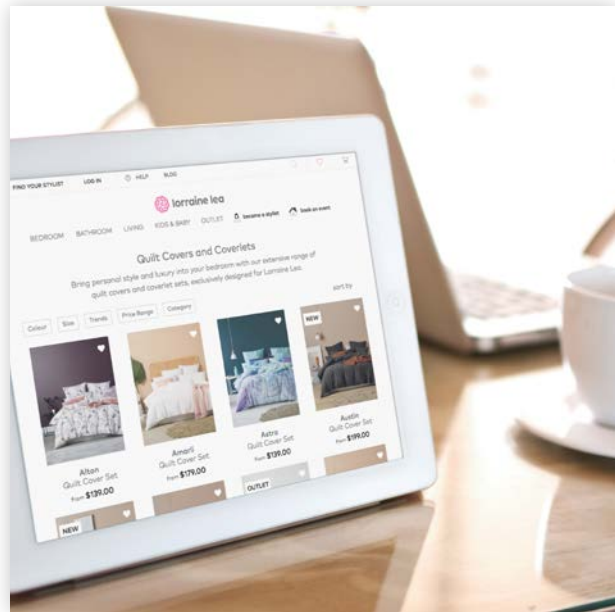 FIND YOUR STYLIST LOG IN HELP BLOG
lorraine lea
BEDROOM BATHROOM LIVING KIDS & BABY OUTLET become a stylist book an event
Quilt Covers and Coverlets
Bring personal style and luxury into your bedroom with our extensive range of
quilt covers and coverlet sets, exclusively designed for Lorraine Lea.
sort by
Colour Size Trends Price Range Category
NEW
Alton
Quilt Cover Set
From $139.00
Amarli
Quilt Cover Set
From $179.00
Astra
Quilt Cover Set
From $139.00
Austin
Quilt Cover Set
From $199.00
NEW
OUTLET